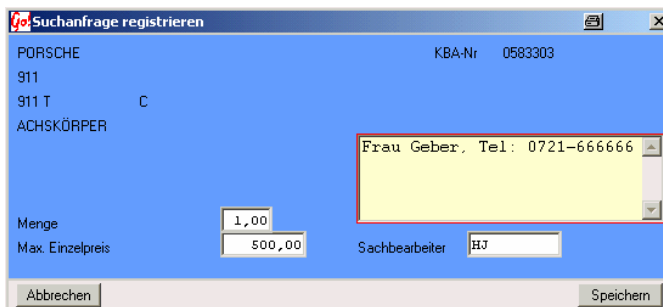 Go! Suchanfrage registrieren
PORSCHE KBA-Nr 0583303
911
911 T C
ACHSKÖRPER
Frau Geber, Tel: 0721-666666
Menge 1,00
Max. Einzelpreis 500,00 Sachbearbeiter HJ
Abbrechen Speichern